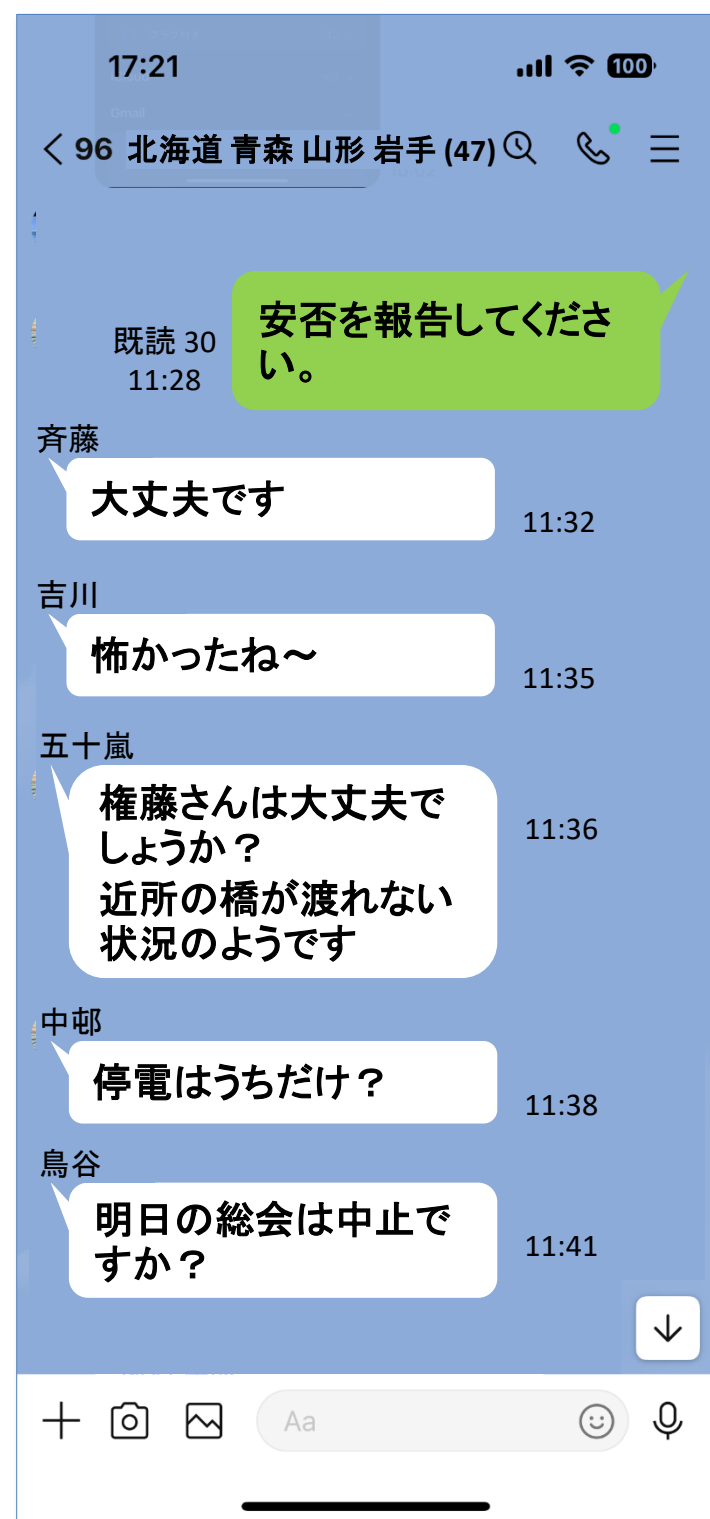 17:21
100
Gmail
96 北海道 青森 山形 岩手 (47)
安否を報告してくださ
い。
既読 30
11:28
斉藤
大丈夫です
11:32
吉川
怖かったね～
11:35
五十嵐
権藤さんは大丈夫で
しょうか？
近所の橋が渡れない
状況のようです
11:36
中邨
停電はうちだけ？
11:38
鳥谷
明日の総会は中止で
すか？
11:41
Aa